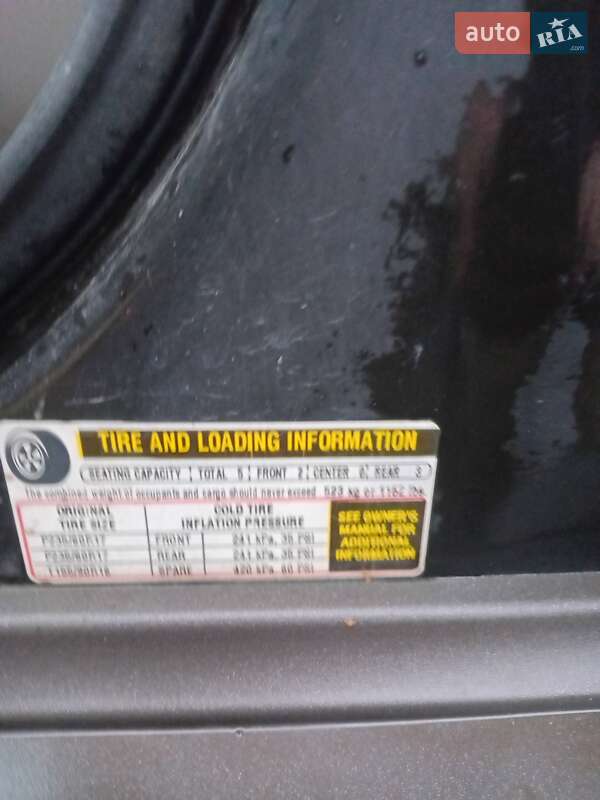 auto RIA .com
TIRE AND LOADING INFORMATION
SEATING CAPACITY TOTAL 5 FRONT 2 CENTER 0 REAR 3
The combined weight of occupants and cargo should never exceed 523 kg or 1152 lbs.
ORIGINAL TIRE SIZE
COLD TIRE INFLATION PRESSURE
FRONT 241 kPa, 35 PSI
REAR 241 kPa, 35 PSI
SPARE 420 kPa, 60 PSI
SEE OWNER'S
MANUAL FOR
ADDITIONAL
INFORMATION